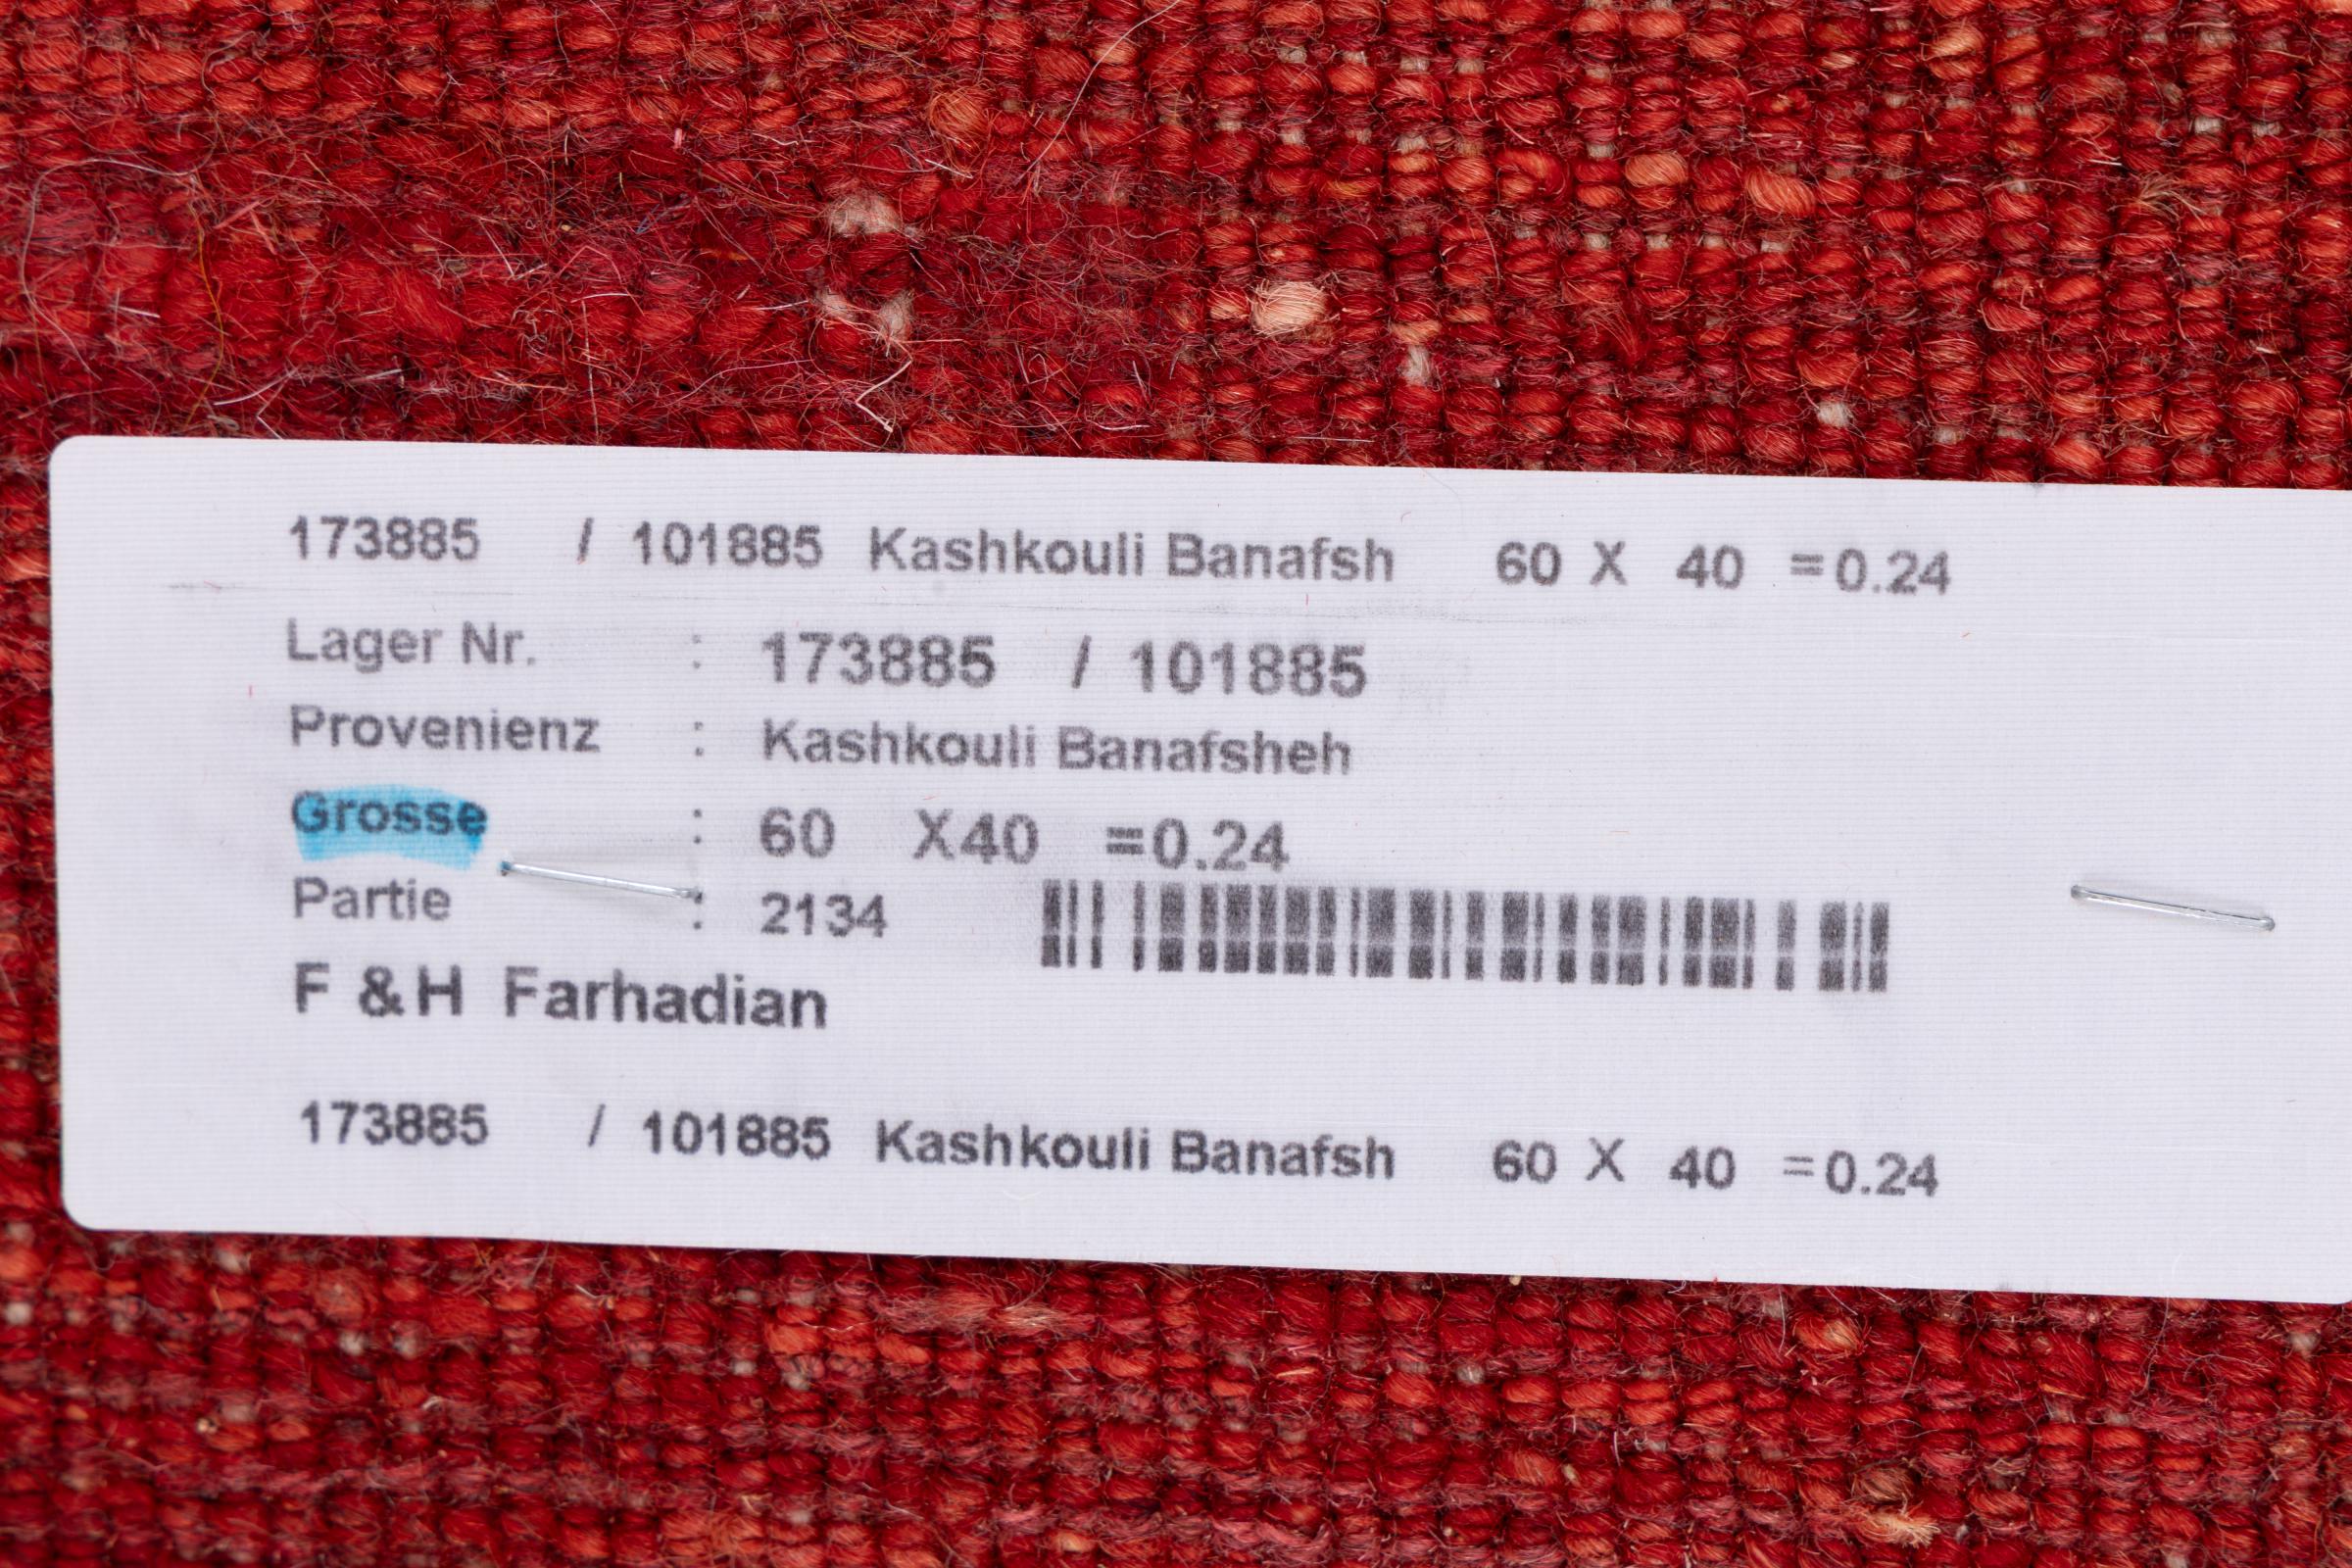 173885 / 101885 Kashkouli Banafsh 60 X 40 =0.24
Lager Nr. : 173885 / 101885
Provenienz : Kashkouli Banafsheh
Grosse : 60 X40 =0.24
Partie : 2134
F & H Farhadian
173885 / 101885 Kashkouli Banafsh 60 X 40 =0.24